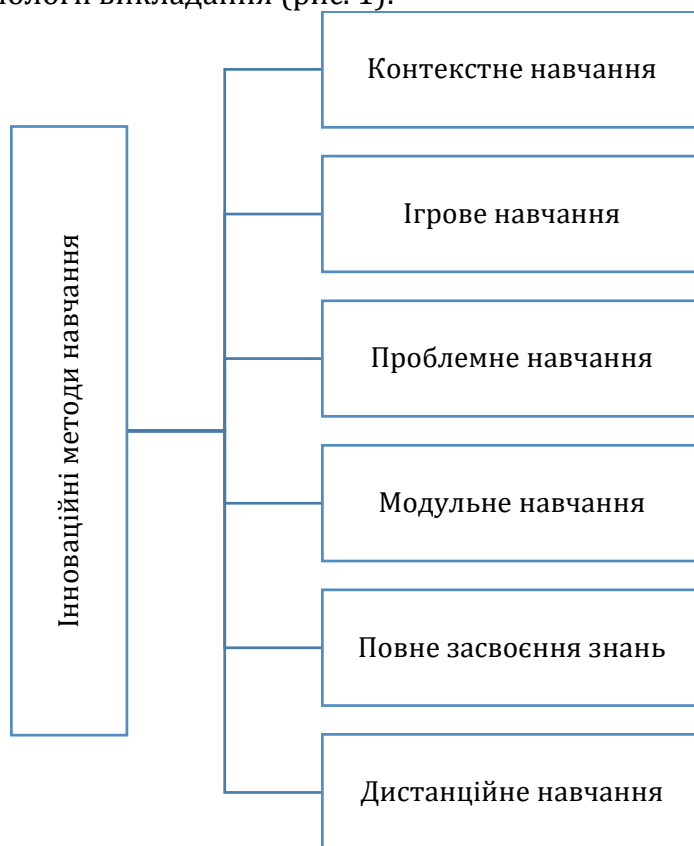 викладання (рис. 1).
Контекстне навчання
Ігрове навчання
Проблемне навчання
Інноваційні методи навчання
Модульне навчання
Повне засвоєння знань
Дистанційне навчання